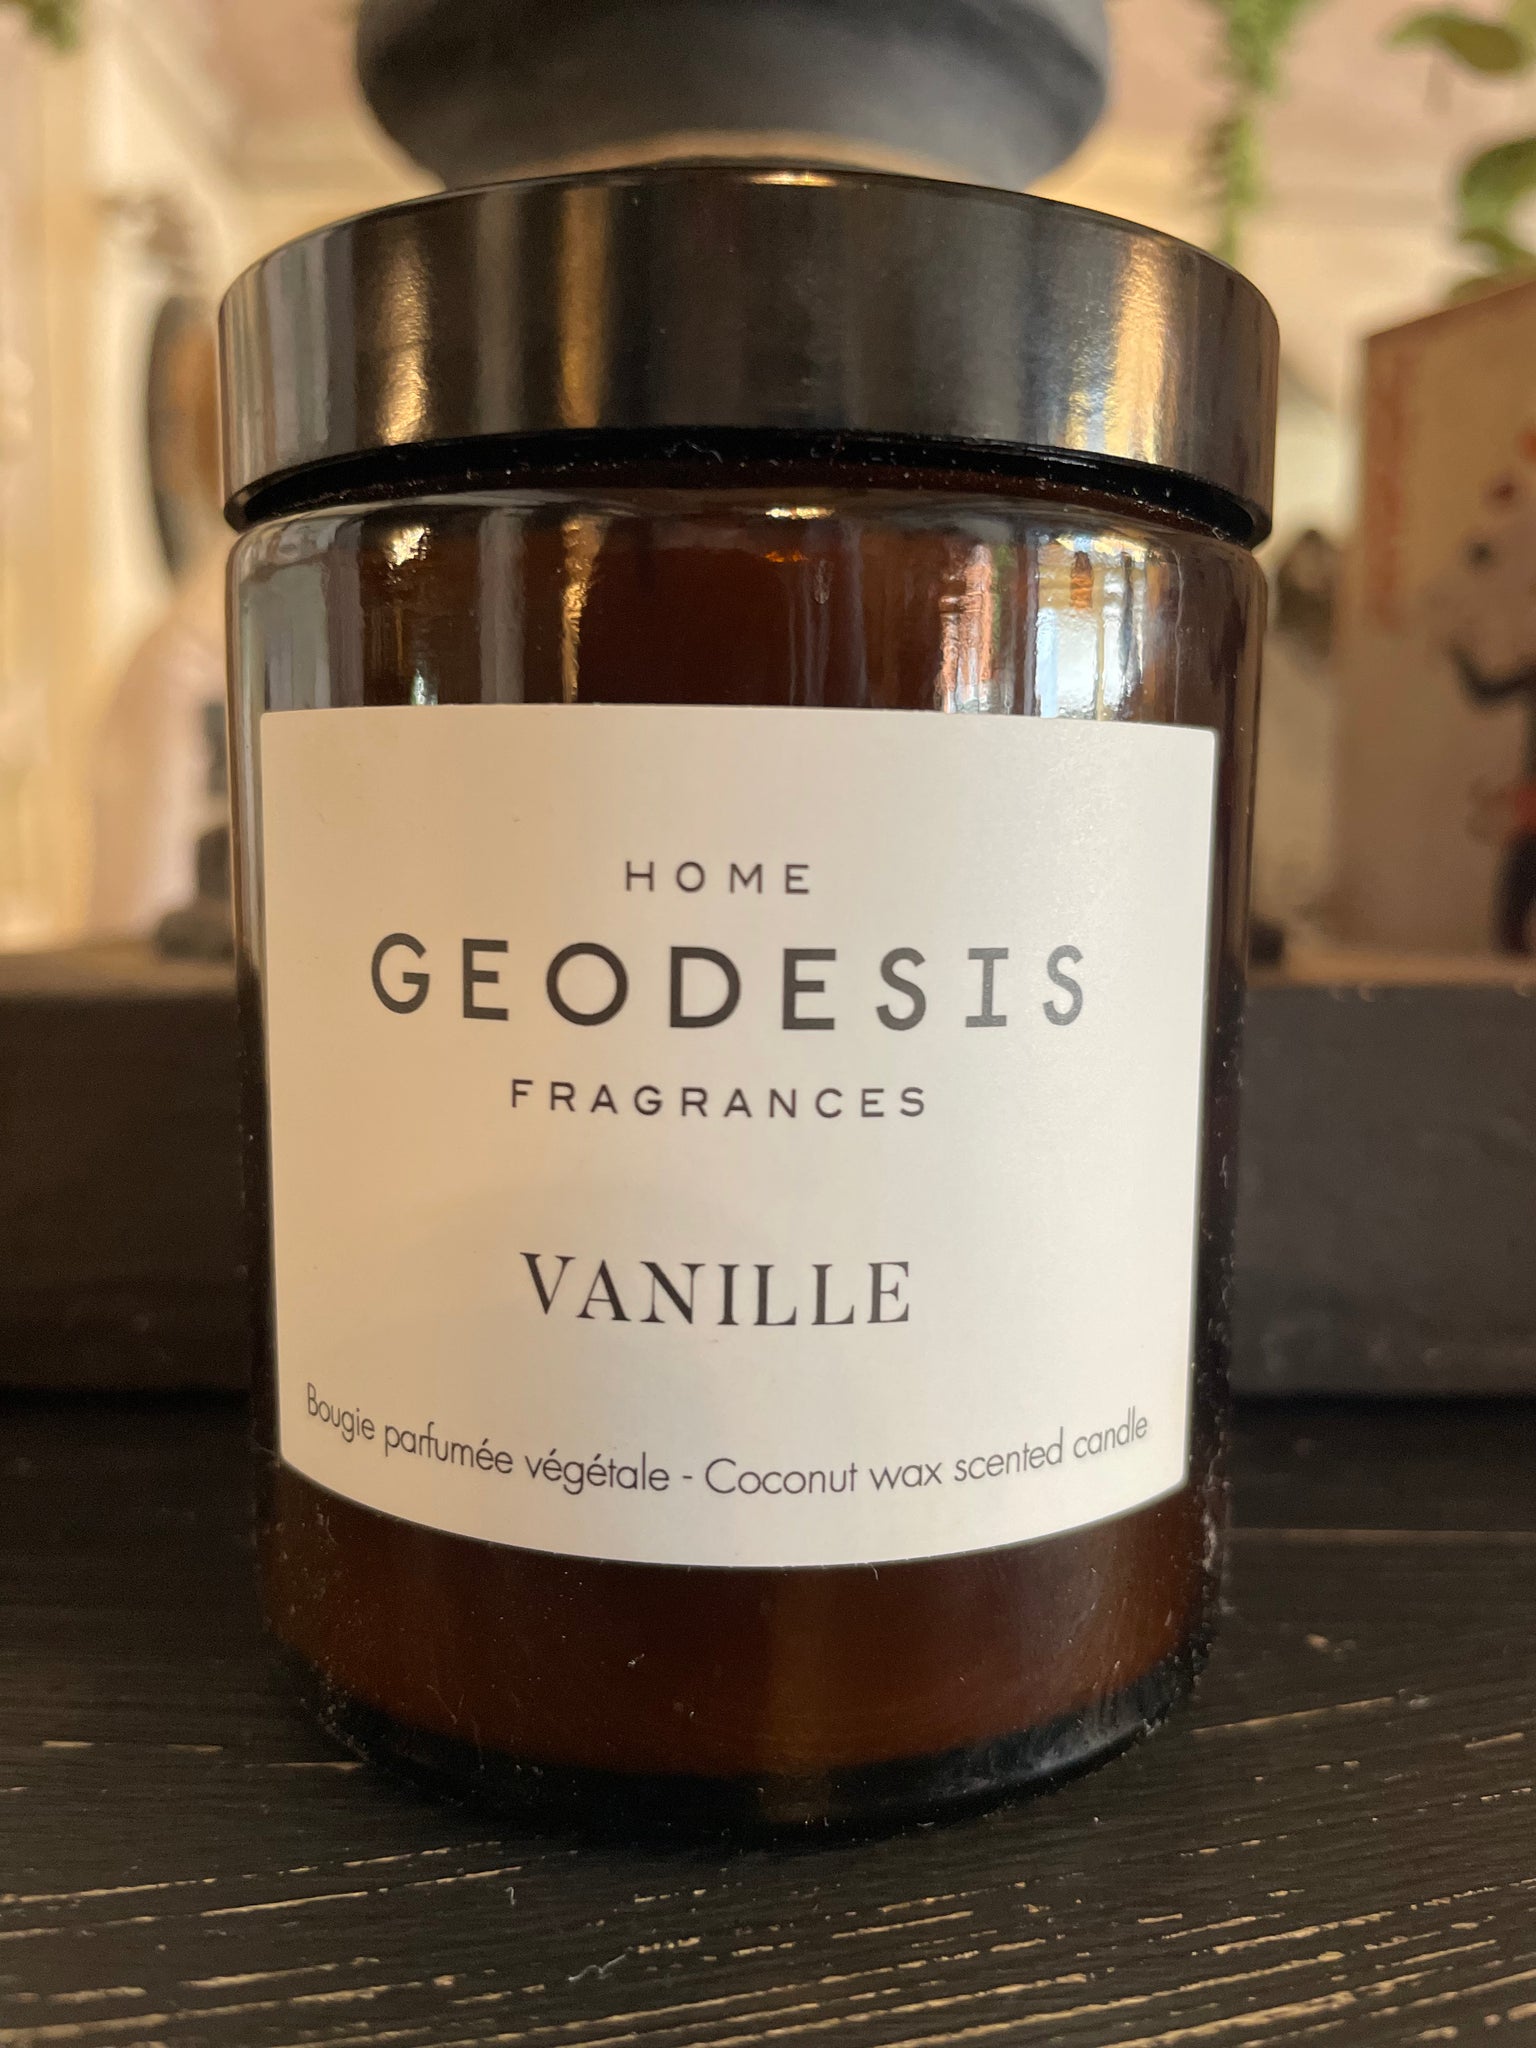 HOME
GEODESIS
FRAGRANCES
VANILLE
Bougie parfumée végétale - Coconut wax scented candle